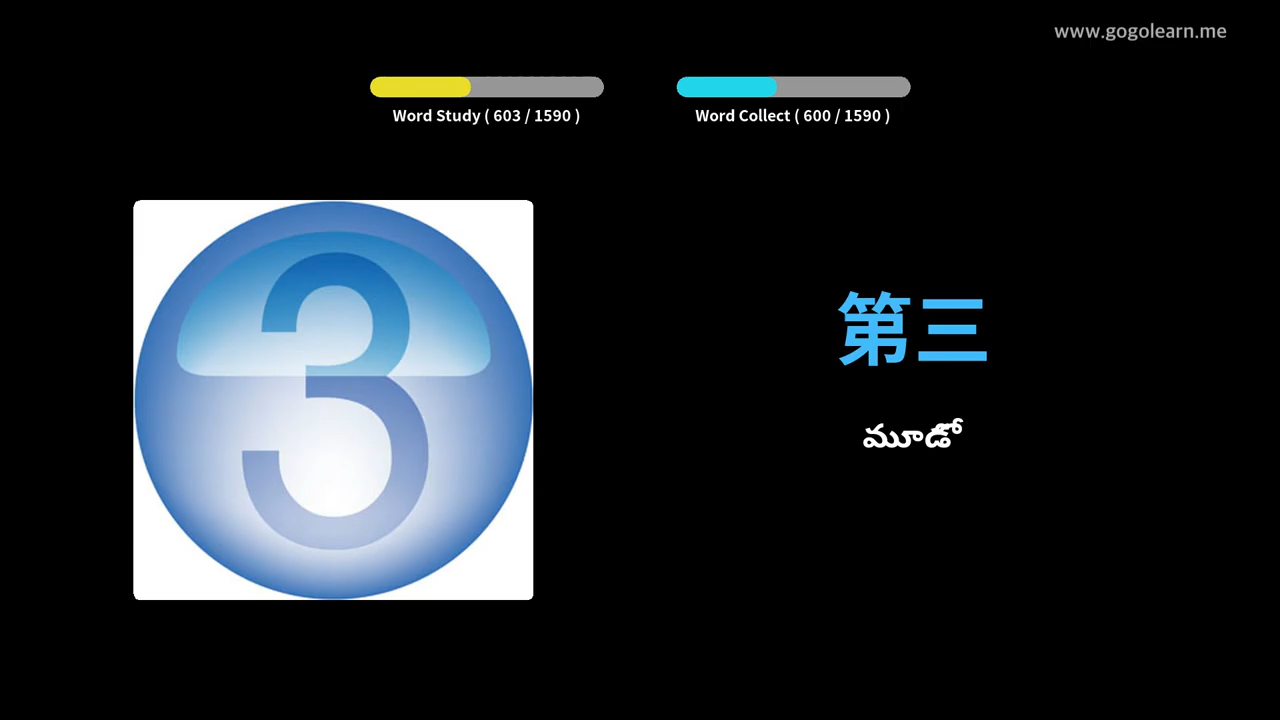 www.gogolearn.me
Word Study ( 603 / 1590 )
Word Collect ( 600 / 1590 )
3
第三
మూడో